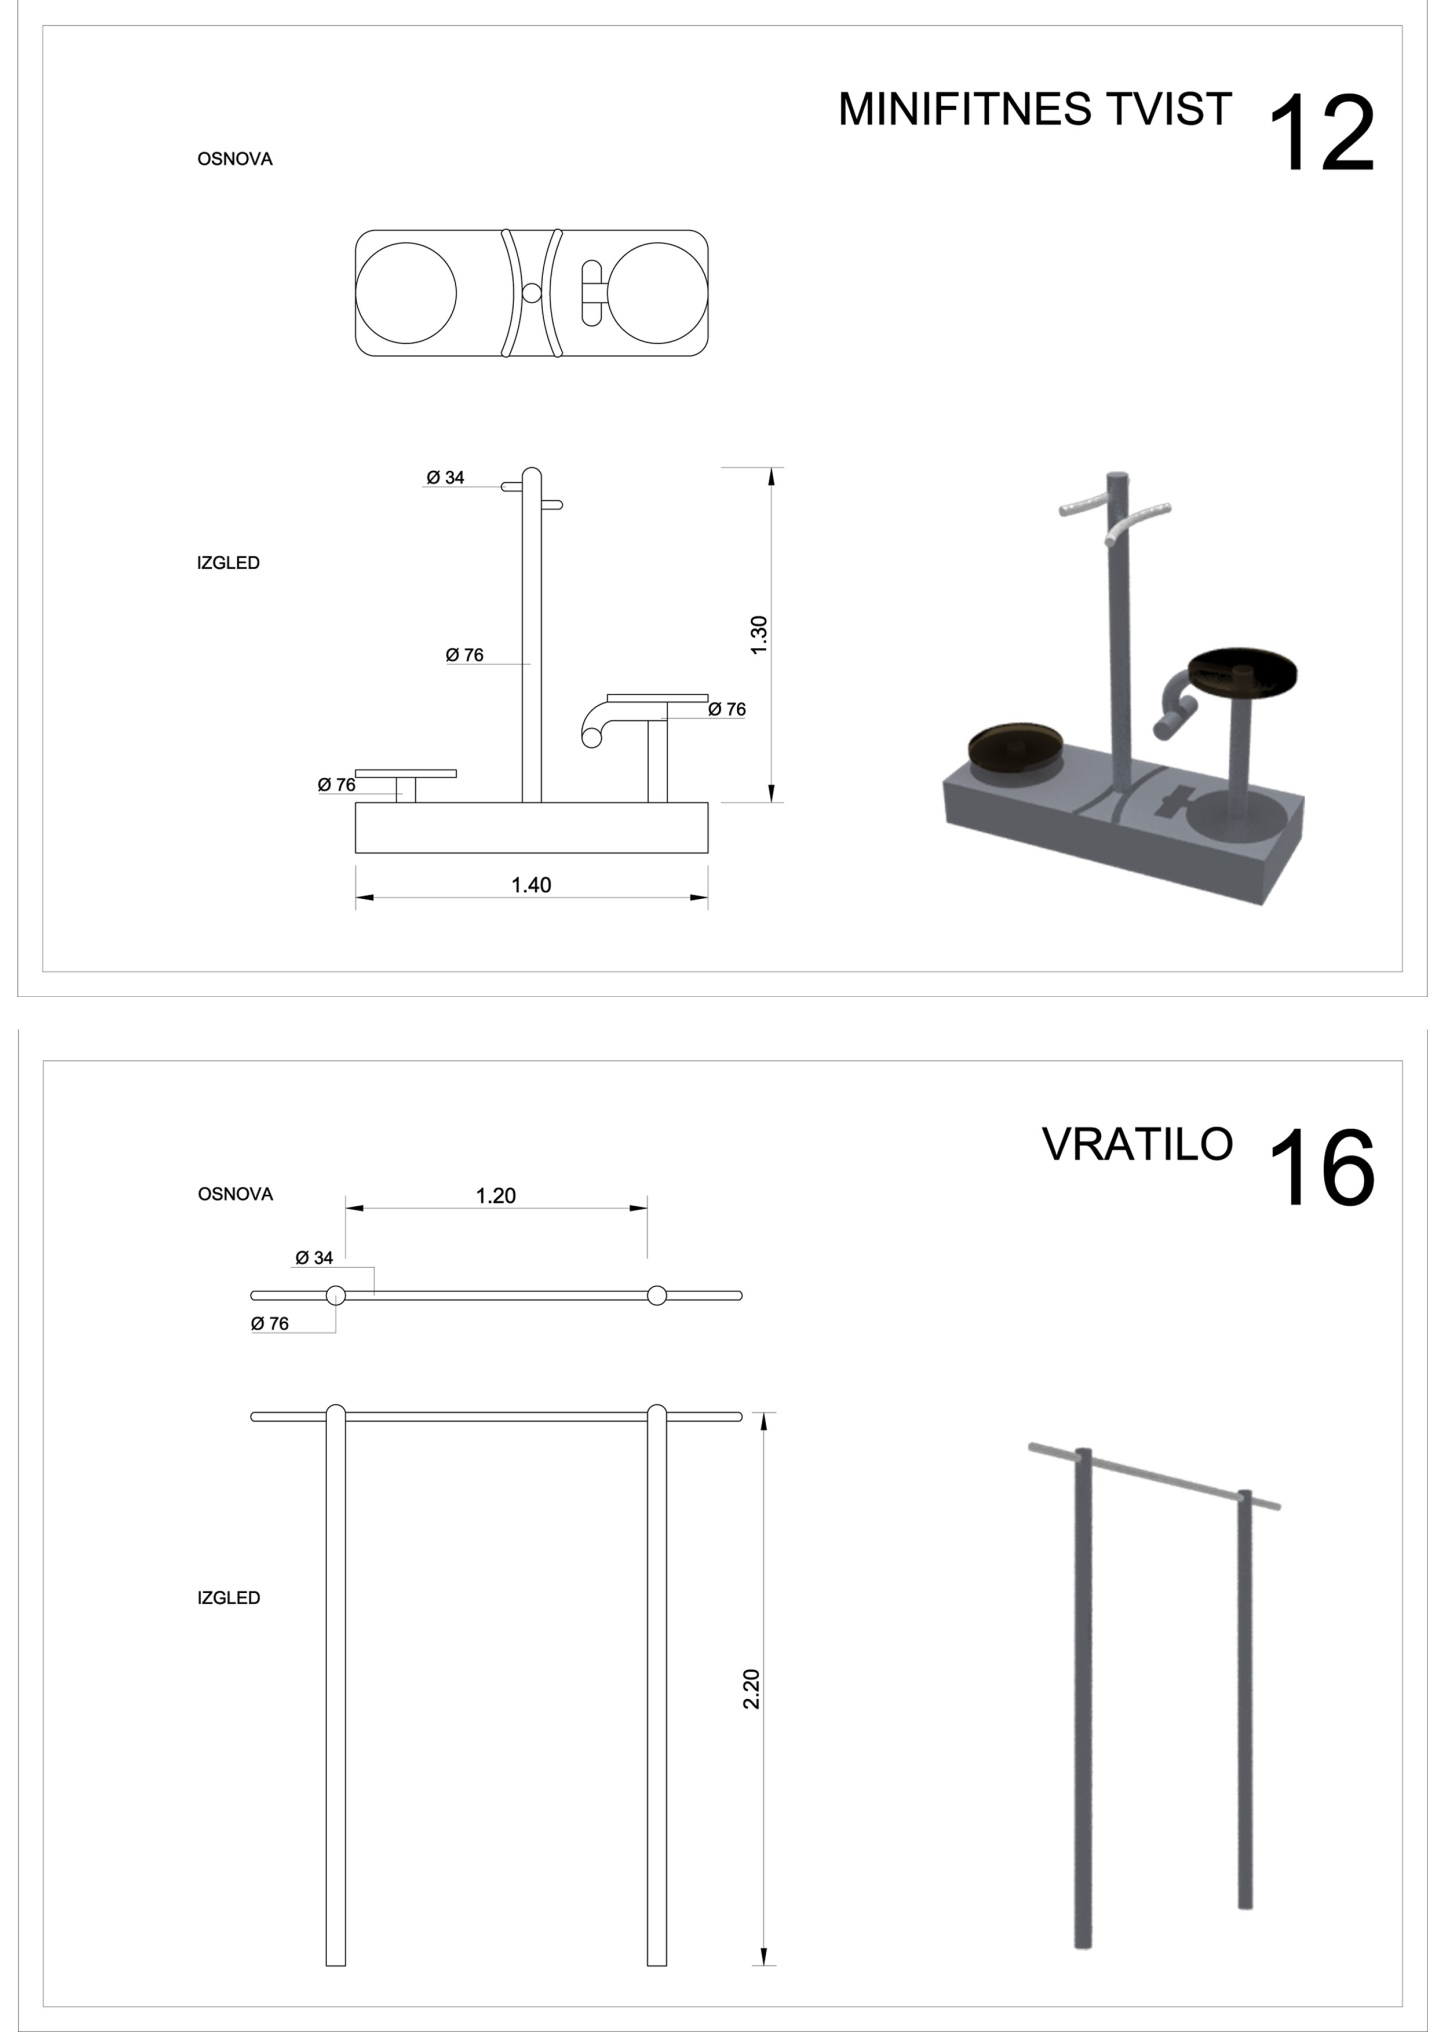 MINIFITNES TVIST 12
OSNOVA
Ø 34
IZGLED
1.30
Ø 76
Ø 76
Ø 76
1.40
VRATILO 16
OSNOVA
1.20
Ø 34
Ø 76
IZGLED
2.20